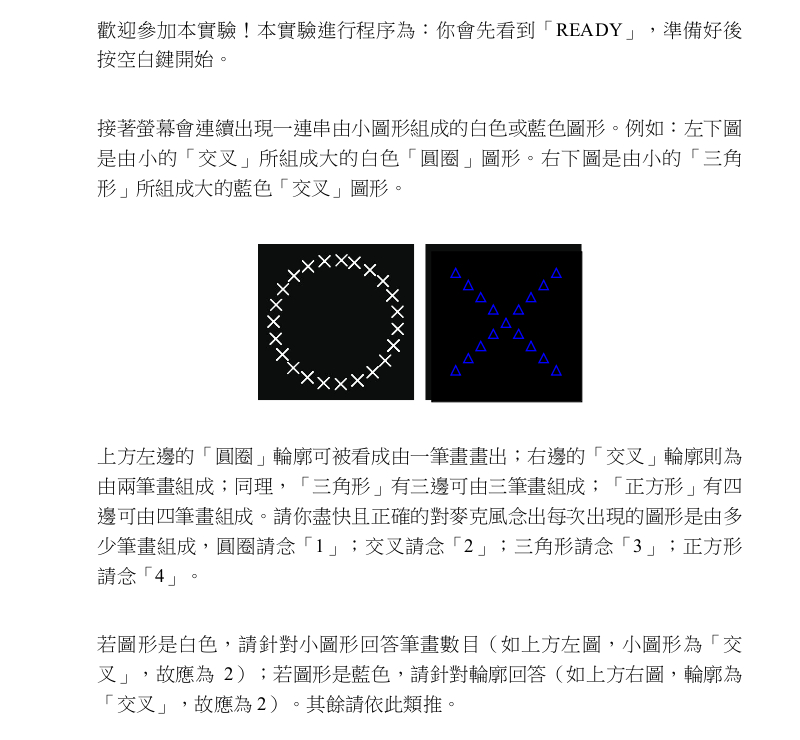 歡迎參加本實驗！本實驗進行程序為：你會先看到「READY」，準備好後
按空白鍵開始。
接著螢幕會連續出現一連串由小圖形組成的白色或藍色圖形。例如：左下圖
是由小的「交叉」所組成大的白色「圓圈」圖形。右下圖是由小的「三角
形」所組成大的藍色「交叉」圖形。
上方左邊的「圓圈」輪廓可被看成由一筆畫畫出；右邊的「交叉」輪廓則為
由兩筆畫組成；同理，「三角形」有三邊可由三筆畫組成；「正方形」有四
邊可由四筆畫組成。請你盡快且正確的對麥克風念出每次出現的圖形是由多
少筆畫組成，圓圈請念「1」；交叉請念「2」；三角形請念「3」；正方形
請念「4」。
若圖形是白色，請針對小圖形回答筆畫數目（如上方左圖，小圖形為「交
叉」，故應為 2）；若圖形是藍色，請針對輪廓回答（如上方右圖，輪廓為
「交叉」，故應為 2）。其餘請依此類推。